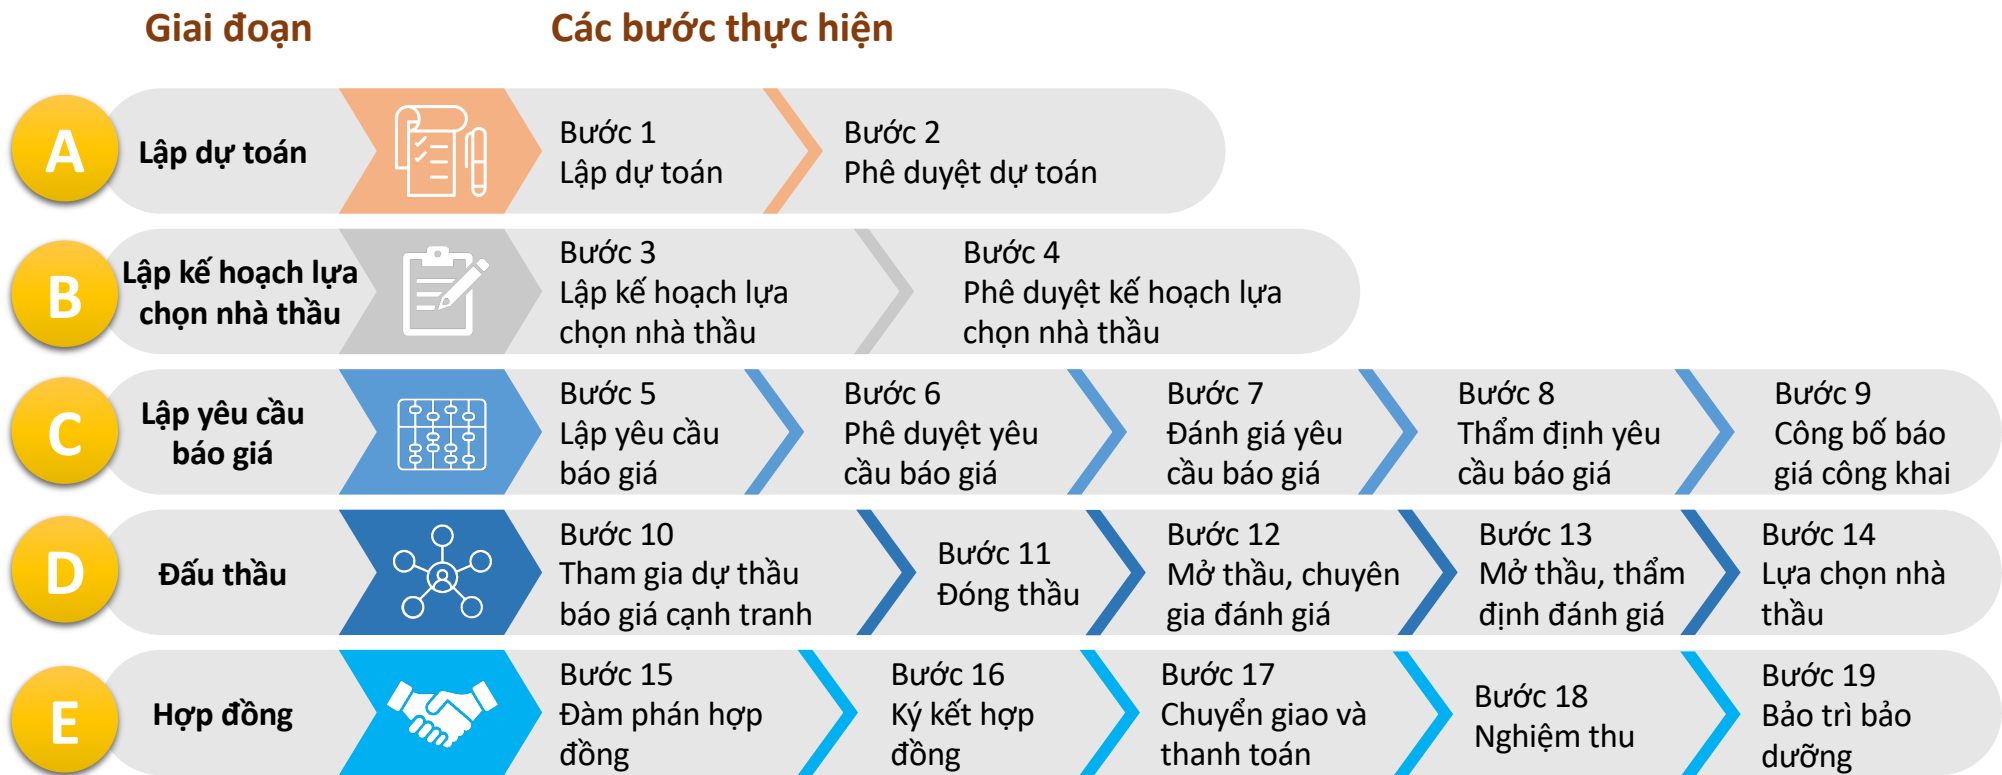 Giai đoạn
Các bước thực hiện
A
Lập dự toán
Bước 1
Lập dự toán
Bước 2
Phê duyệt dự toán
B
Lập kế hoạch lựa
chọn nhà thầu
Bước 3
Lập kế hoạch lựa
chọn nhà thầu
Bước 4
Phê duyệt kế hoạch lựa
chọn nhà thầu
C
Lập yêu cầu
báo giá
Bước 5
Lập yêu cầu
báo giá
Bước 6
Phê duyệt yêu
cầu báo giá
Bước 7
Đánh giá yêu
cầu báo giá
Bước 8
Thẩm định yêu
cầu báo giá
Bước 9
Công bố báo
giá công khai
D
Đấu thầu
Bước 10
Tham gia dự thầu
báo giá cạnh tranh
Bước 11
Đóng thầu
Bước 12
Mở thầu, chuyên
gia đánh giá
Bước 13
Mở thầu, thẩm
định đánh giá
Bước 14
Lựa chọn nhà
thầu
E
Hợp đồng
Bước 15
Đàm phán hợp
đồng
Bước 16
Ký kết hợp
đồng
Bước 17
Chuyển giao và
thanh toán
Bước 18
Nghiệm thu
Bước 19
Bảo trì bảo
dưỡng